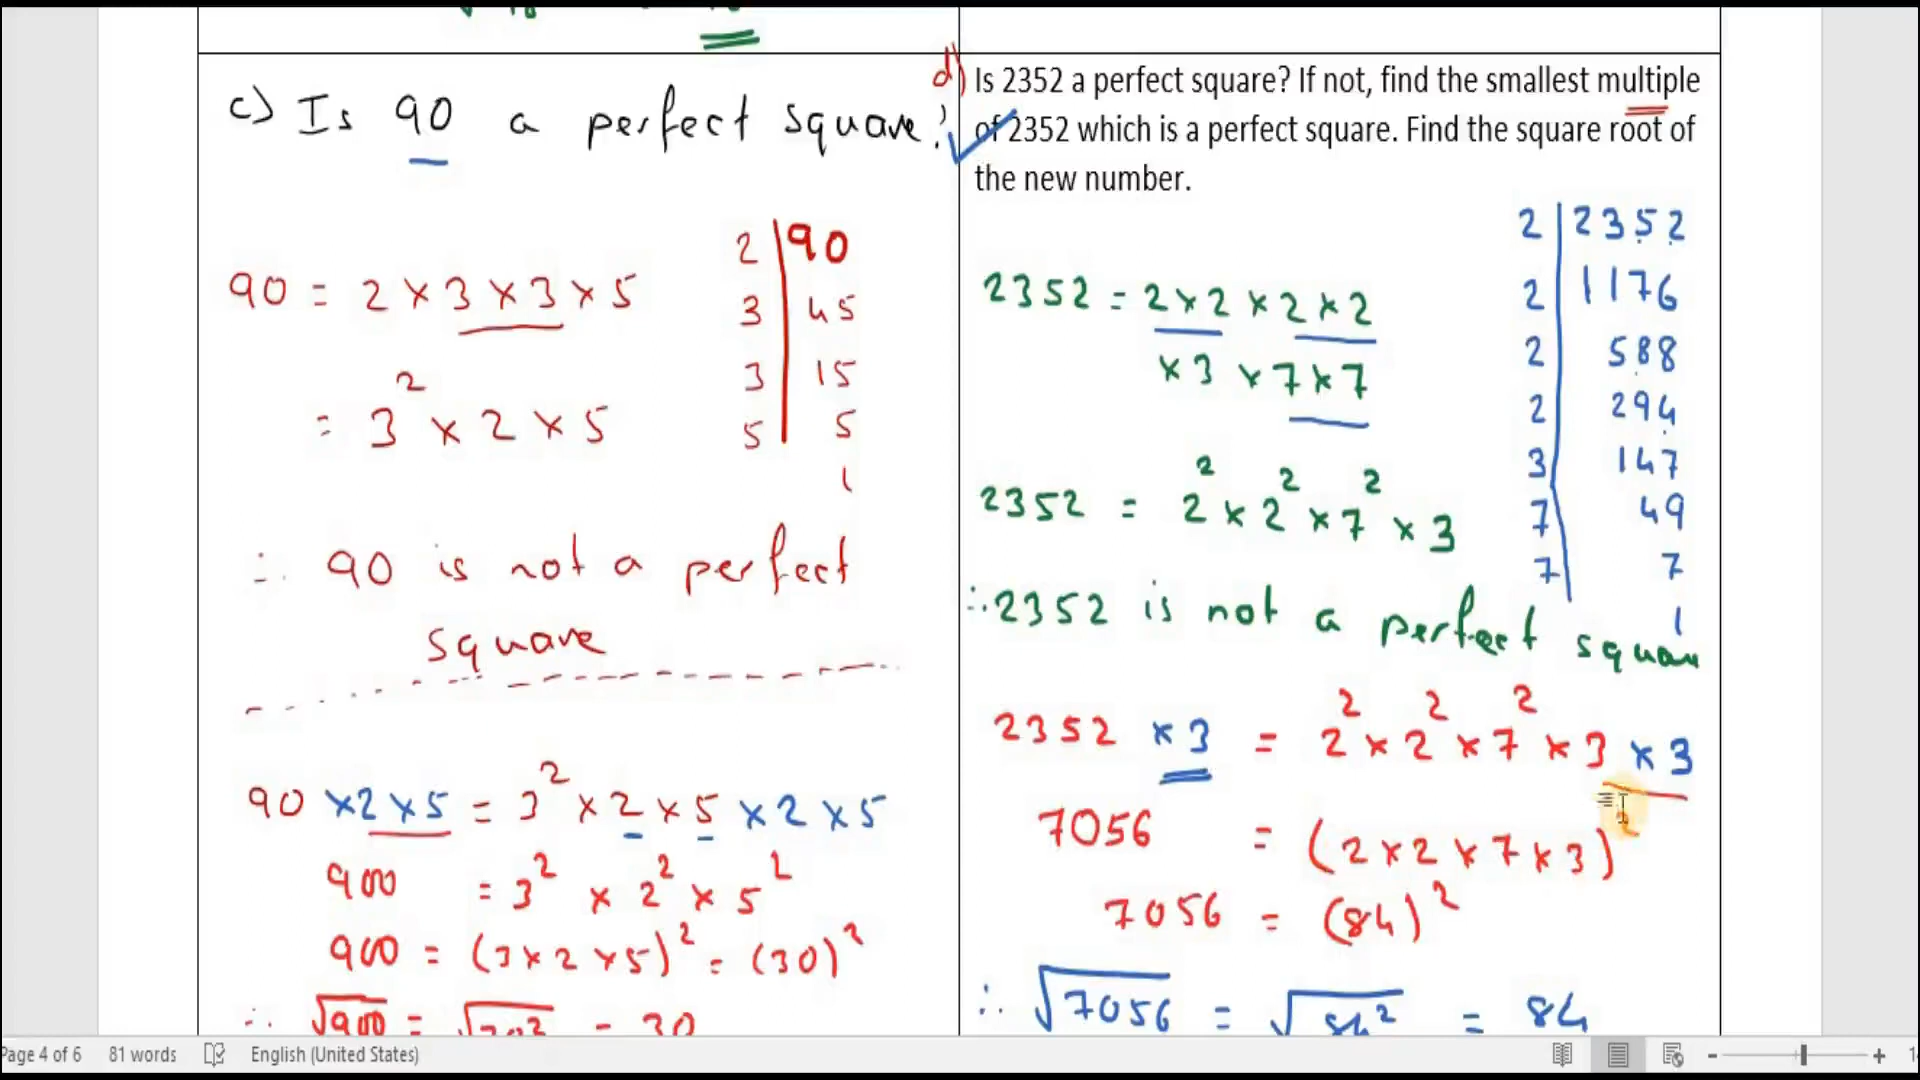 c) Is 90 a perfect square?
2 | 90
3 | 45
90 = 2 × 3 × 3 × 5
3 | 15
= 3² × 2 × 5
5 | 5
1
∴ 90 is not a perfect
square
90 × 2 × 5 = 3² × 2 × 5 × 2 × 5
900 = 3² × 2² × 5²
900 = (3 × 2 × 5)² = (30)²
∴ √900 = √30² = 30
d) Is 2352 a perfect square? If not, find the smallest multiple
of 2352 which is a perfect square. Find the square root of
the new number.
2 | 2352
2 | 1176
2 | 588
2 | 294
3 | 147
7 | 49
7 | 7
1
2352 = 2 × 2 × 2 × 2
× 3 × 7 × 7
2352 = 2² × 2² × 7² × 3
∴ 2352 is not a perfect square
2352 × 3 = 2² × 2² × 7² × 3 × 3
7056 = (2 × 2 × 7 × 3)²
7056 = (84)²
∴ √7056 = √84² = 84
Page 4 of 6 81 words English (United States)